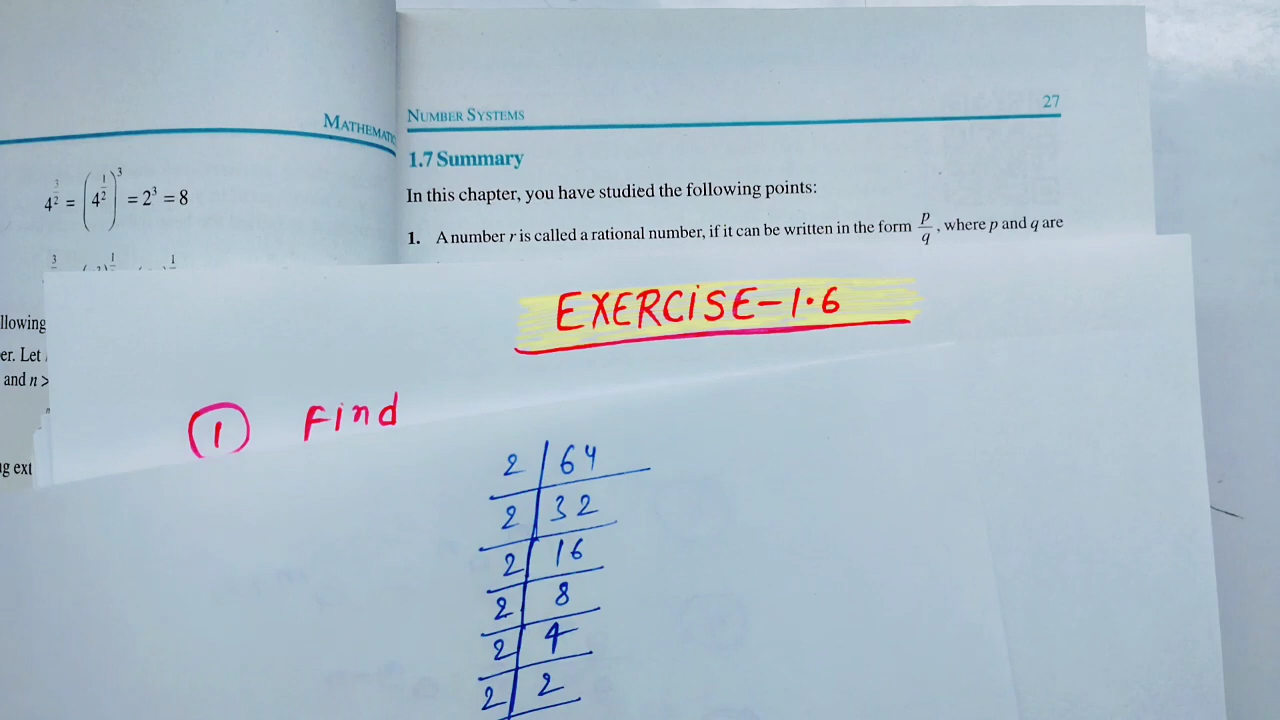 MATHEMATI
4^{3/2} = (4^{1/2})^3 = 2^3 = 8
llowing
er. Let
and n >
g ext
NUMBER SYSTEMS 27
1.7 Summary
In this chapter, you have studied the following points:
1. A number r is called a rational number, if it can be written in the form p/q, where p and q are
EXERCISE-1.6
1 Find
2 64
2 32
2 16
2 8
2 4
2 2